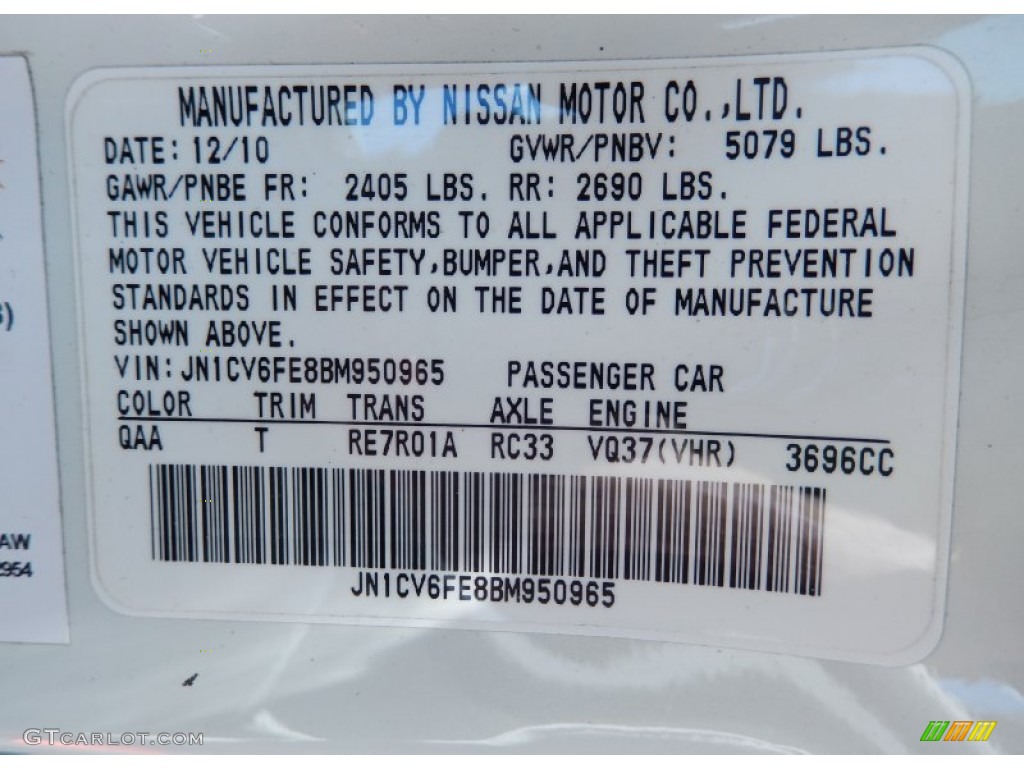 MANUFACTURED BY NISSAN MOTOR CO.,LTD.
DATE: 12/10 GVWR/PNBV: 5079 LBS.
GAWR/PNBE FR: 2405 LBS. RR: 2690 LBS.
THIS VEHICLE CONFORMS TO ALL APPLICABLE FEDERAL
MOTOR VEHICLE SAFETY,BUMPER,AND THEFT PREVENTION
STANDARDS IN EFFECT ON THE DATE OF MANUFACTURE
SHOWN ABOVE.
VIN:JN1CV6FE8BM950965 PASSENGER CAR
COLOR TRIM TRANS AXLE ENGINE
QAA T RE7R01A RC33 VQ37(VHR) 3696CC
JN1CV6FE8BM950965
AW
2954
GTcarlot.com